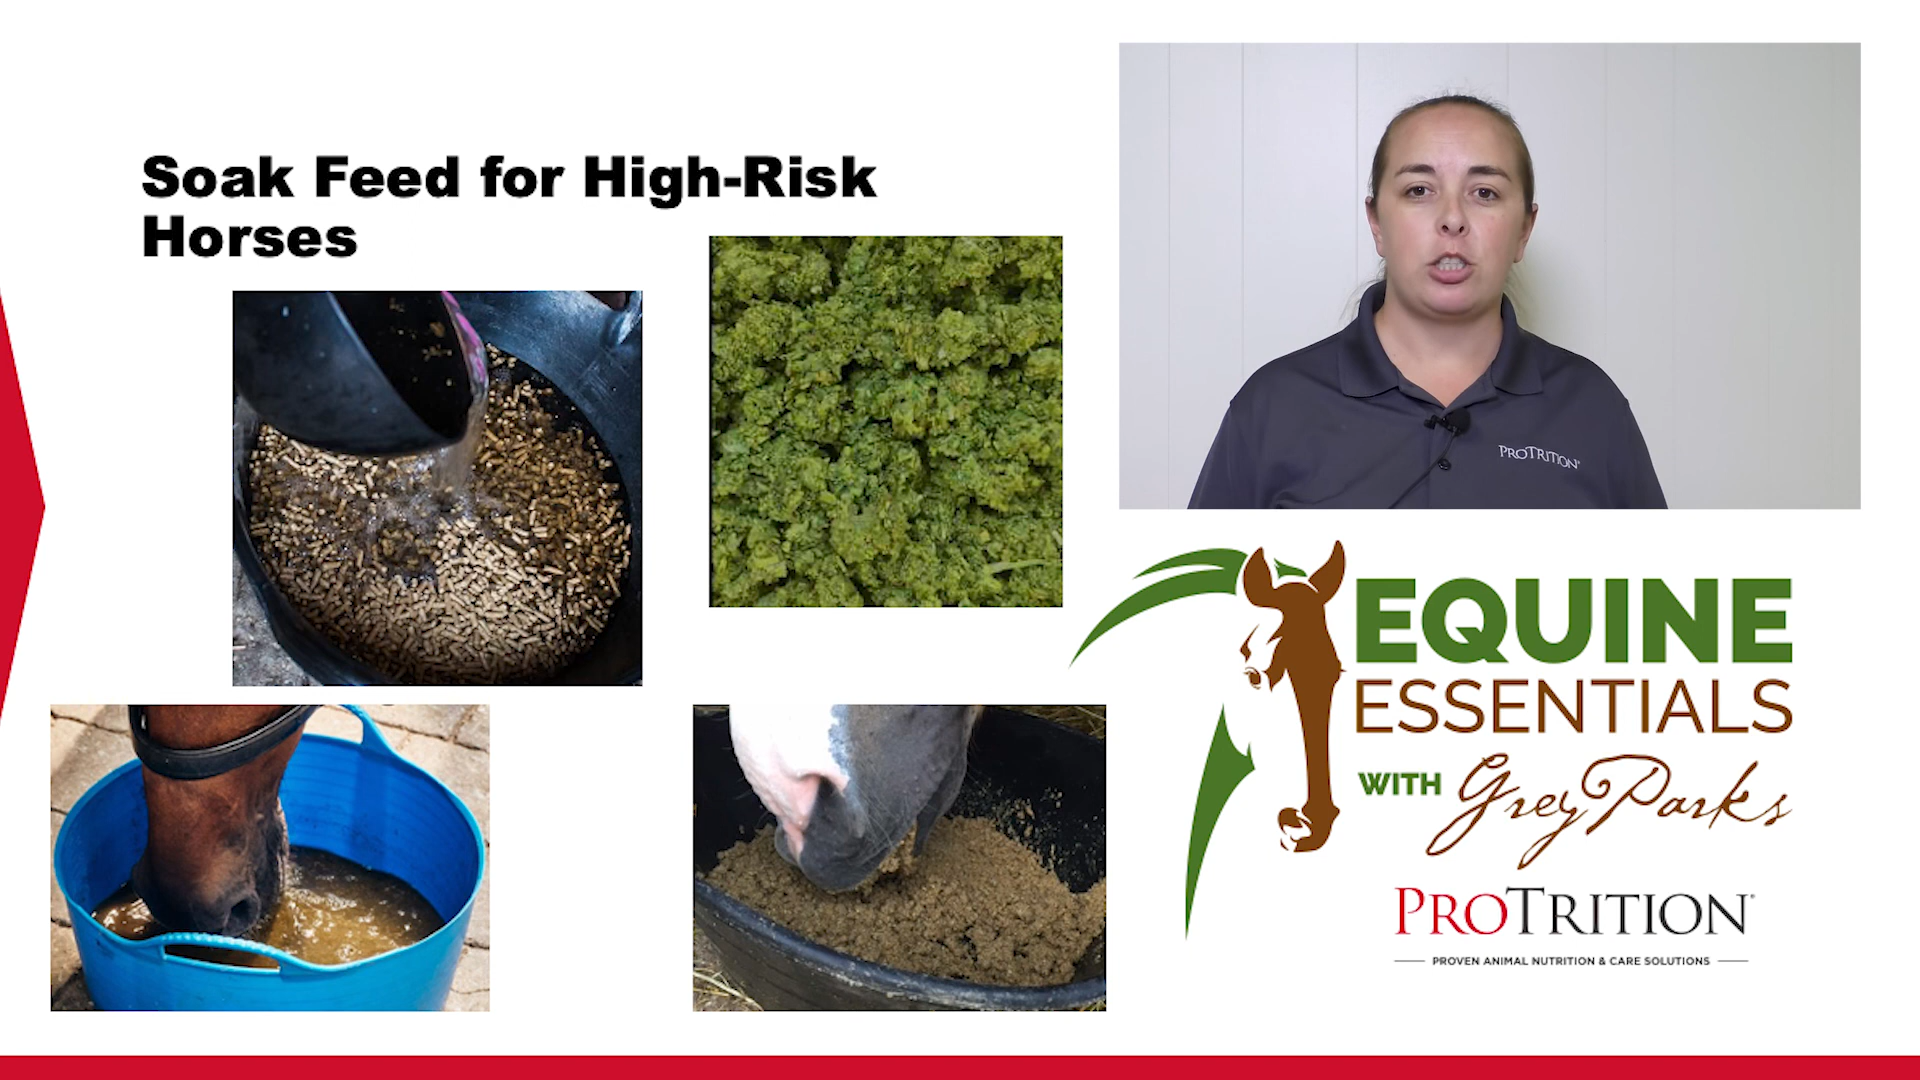 Soak Feed for High-Risk
Horses
PROTRITION®
EQUINE
ESSENTIALS
WITH Grey Parks
PROTRITION®
PROVEN ANIMAL NUTRITION & CARE SOLUTIONS